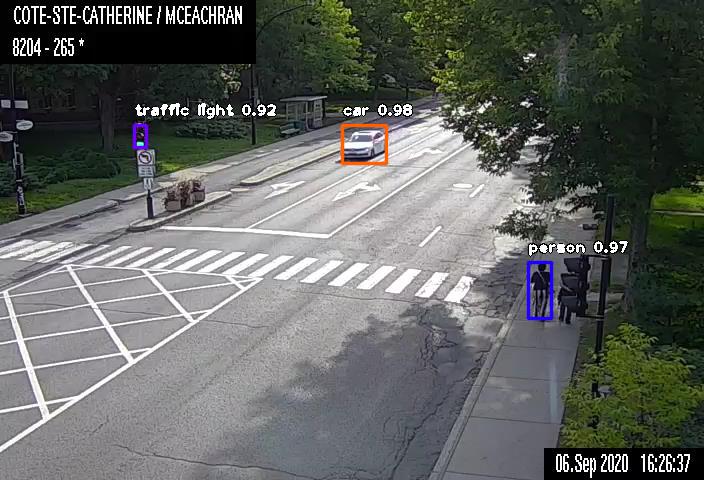 COTE-STE-CATHERINE / MCEACHRAN
8204 - 265 *
traffic light 0.92
car 0.98
person 0.97
06.Sep 2020 16:26:37